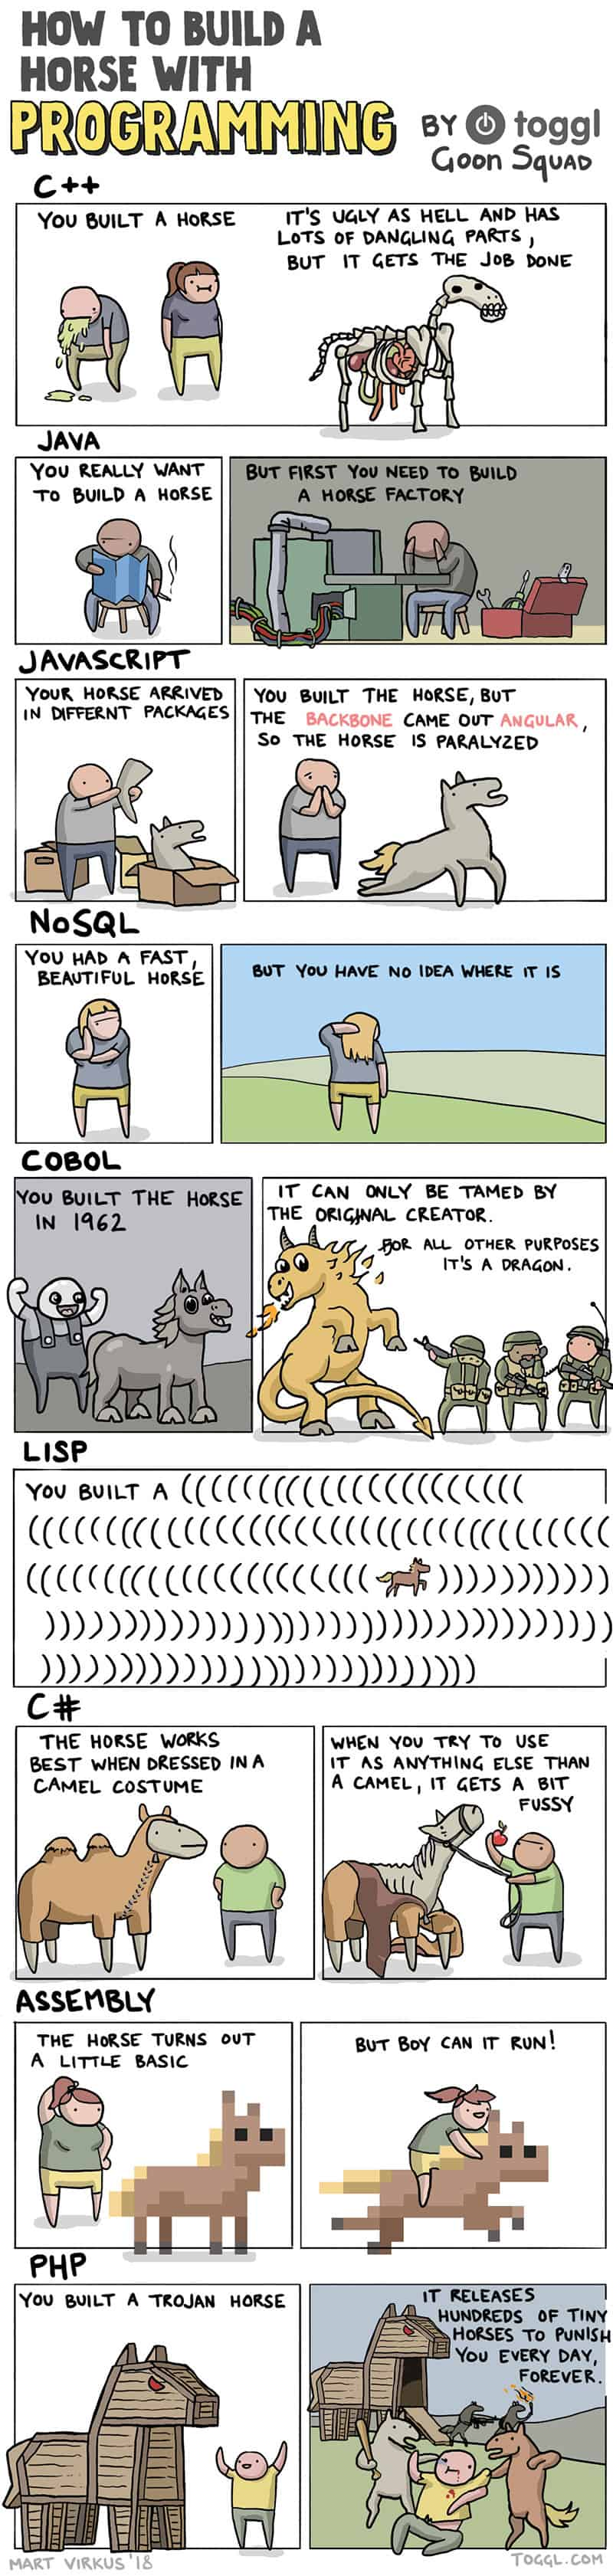 HOW TO BUILD A
HORSE WITH
PROGRAMMING
BY toggl
GOON SQUAD
C++
YOU BUILT A HORSE
IT'S UGLY AS HELL AND HAS
LOTS OF DANGLING PARTS,
BUT IT GETS THE JOB DONE
JAVA
YOU REALLY WANT
TO BUILD A HORSE
BUT FIRST YOU NEED TO BUILD
A HORSE FACTORY
JAVASCRIPT
YOUR HORSE ARRIVED
IN DIFFERNT PACKAGES
YOU BUILT THE HORSE, BUT
THE BACKBONE CAME OUT ANGULAR,
SO THE HORSE IS PARALYZED
NoSQL
YOU HAD A FAST,
BEAUTIFUL HORSE
BUT YOU HAVE NO IDEA WHERE IT IS
COBOL
YOU BUILT THE HORSE
IN 1962
IT CAN ONLY BE TAMED BY
THE ORIGINAL CREATOR.
FOR ALL OTHER PURPOSES
IT'S A DRAGON.
LISP
YOU BUILT A ((((((((((((((((((((((
((((((((((((((((((((((((((((((((((((
(((((((((((((((((((((( ))))))))))
))))))))))))))))))))))))))))))))))))
))))))))))))))))))))))))))))
C#
THE HORSE WORKS
BEST WHEN DRESSED IN A
CAMEL COSTUME
WHEN YOU TRY TO USE
IT AS ANYTHING ELSE THAN
A CAMEL, IT GETS A BIT
FUSSY
ASSEMBLY
THE HORSE TURNS OUT
A LITTLE BASIC
BUT BOY CAN IT RUN!
PHP
YOU BUILT A TROJAN HORSE
IT RELEASES
HUNDREDS OF TINY
HORSES TO PUNISH
YOU EVERY DAY,
FOREVER.
MART VIRKUS '18
TOGGL.COM